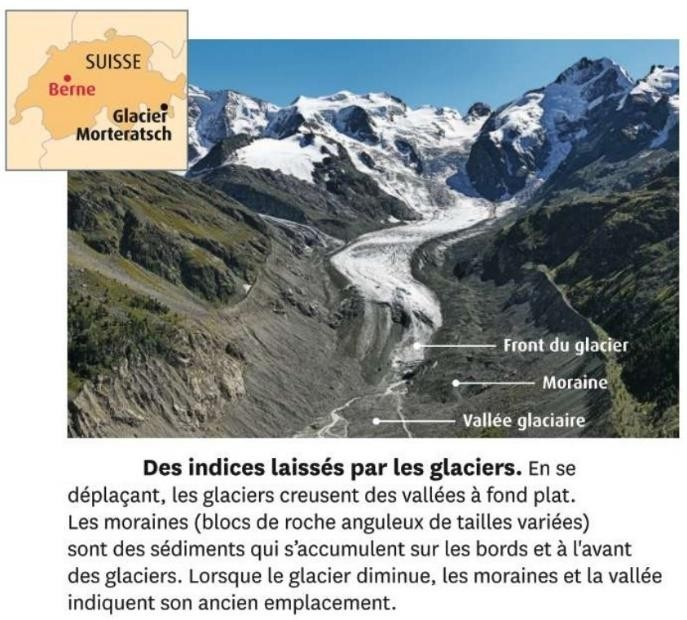 SUISSE
Berne
Glacier
Morteratsch
Front du glacier
Moraine
Vallée glaciaire
Des indices laissés par les glaciers. En se
déplaçant, les glaciers creusent des vallées à fond plat.
Les moraines (blocs de roche anguleux de tailles variées)
sont des sédiments qui s'accumulent sur les bords et à l'avant
des glaciers. Lorsque le glacier diminue, les moraines et la vallée
indiquent son ancien emplacement.